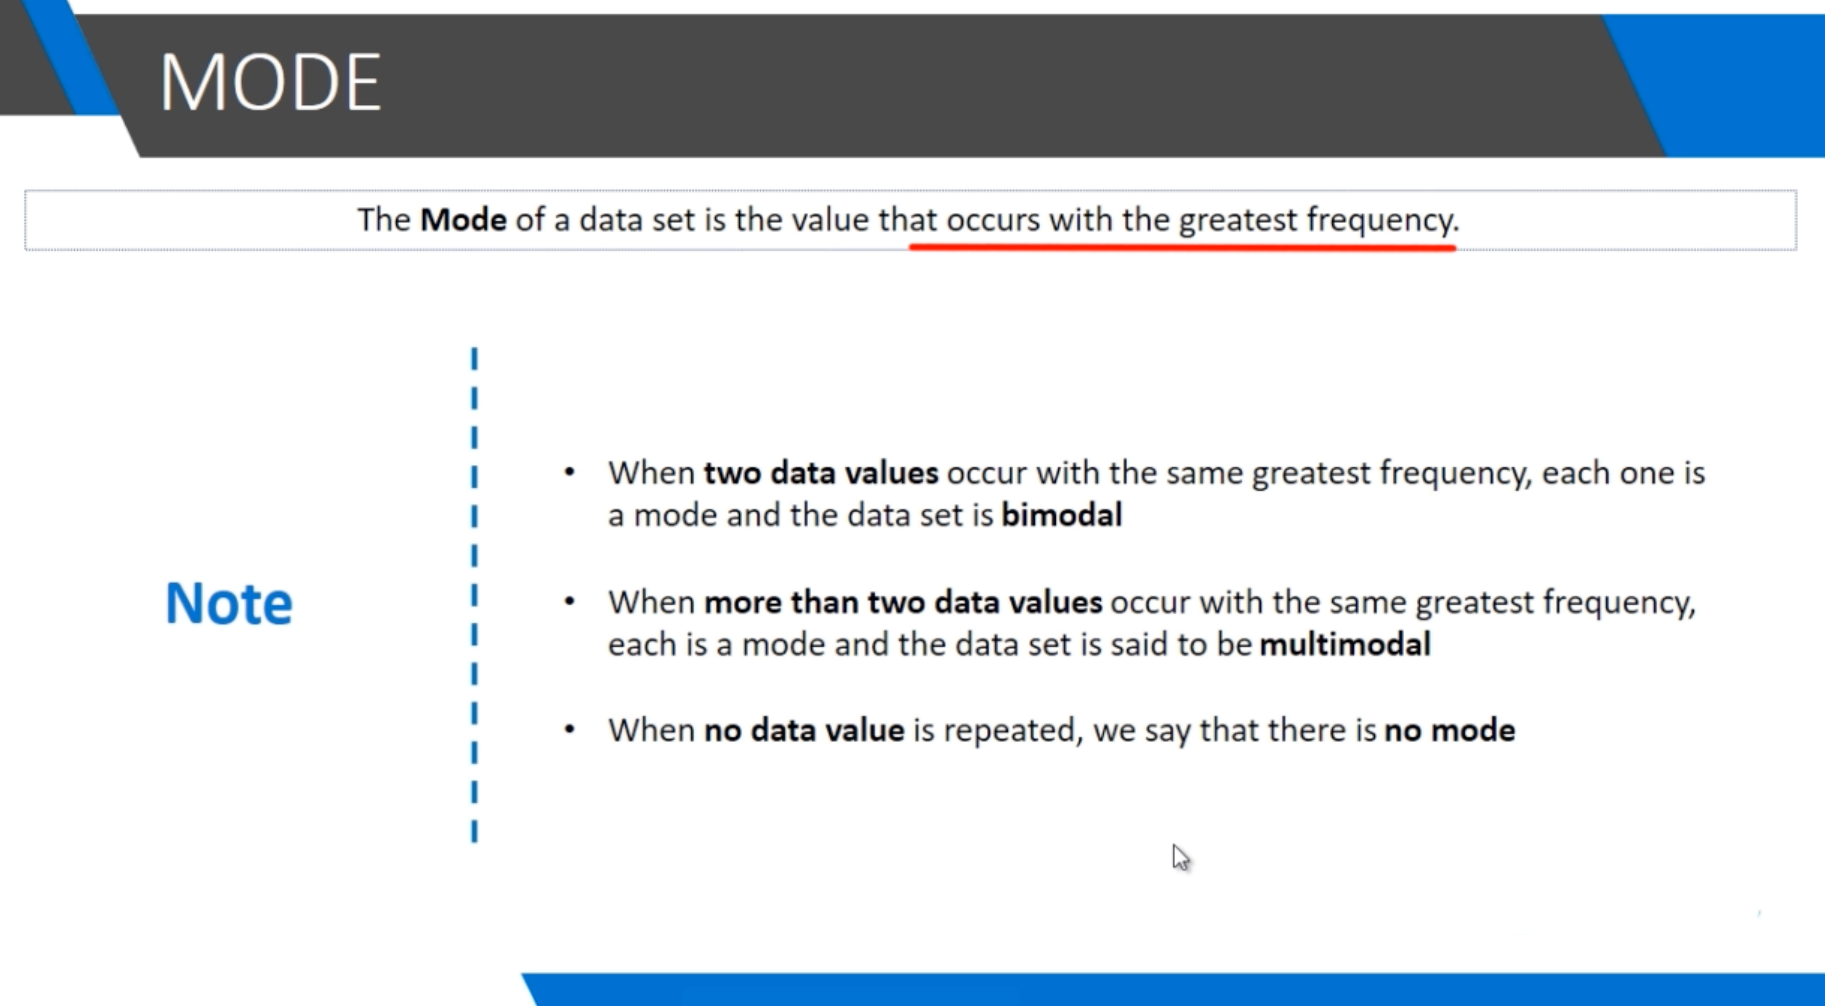 MODE
The Mode of a data set is the value that occurs with the greatest frequency.
Note
• When two data values occur with the same greatest frequency, each one is
a mode and the data set is bimodal
• When more than two data values occur with the same greatest frequency,
each is a mode and the data set is said to be multimodal
• When no data value is repeated, we say that there is no mode